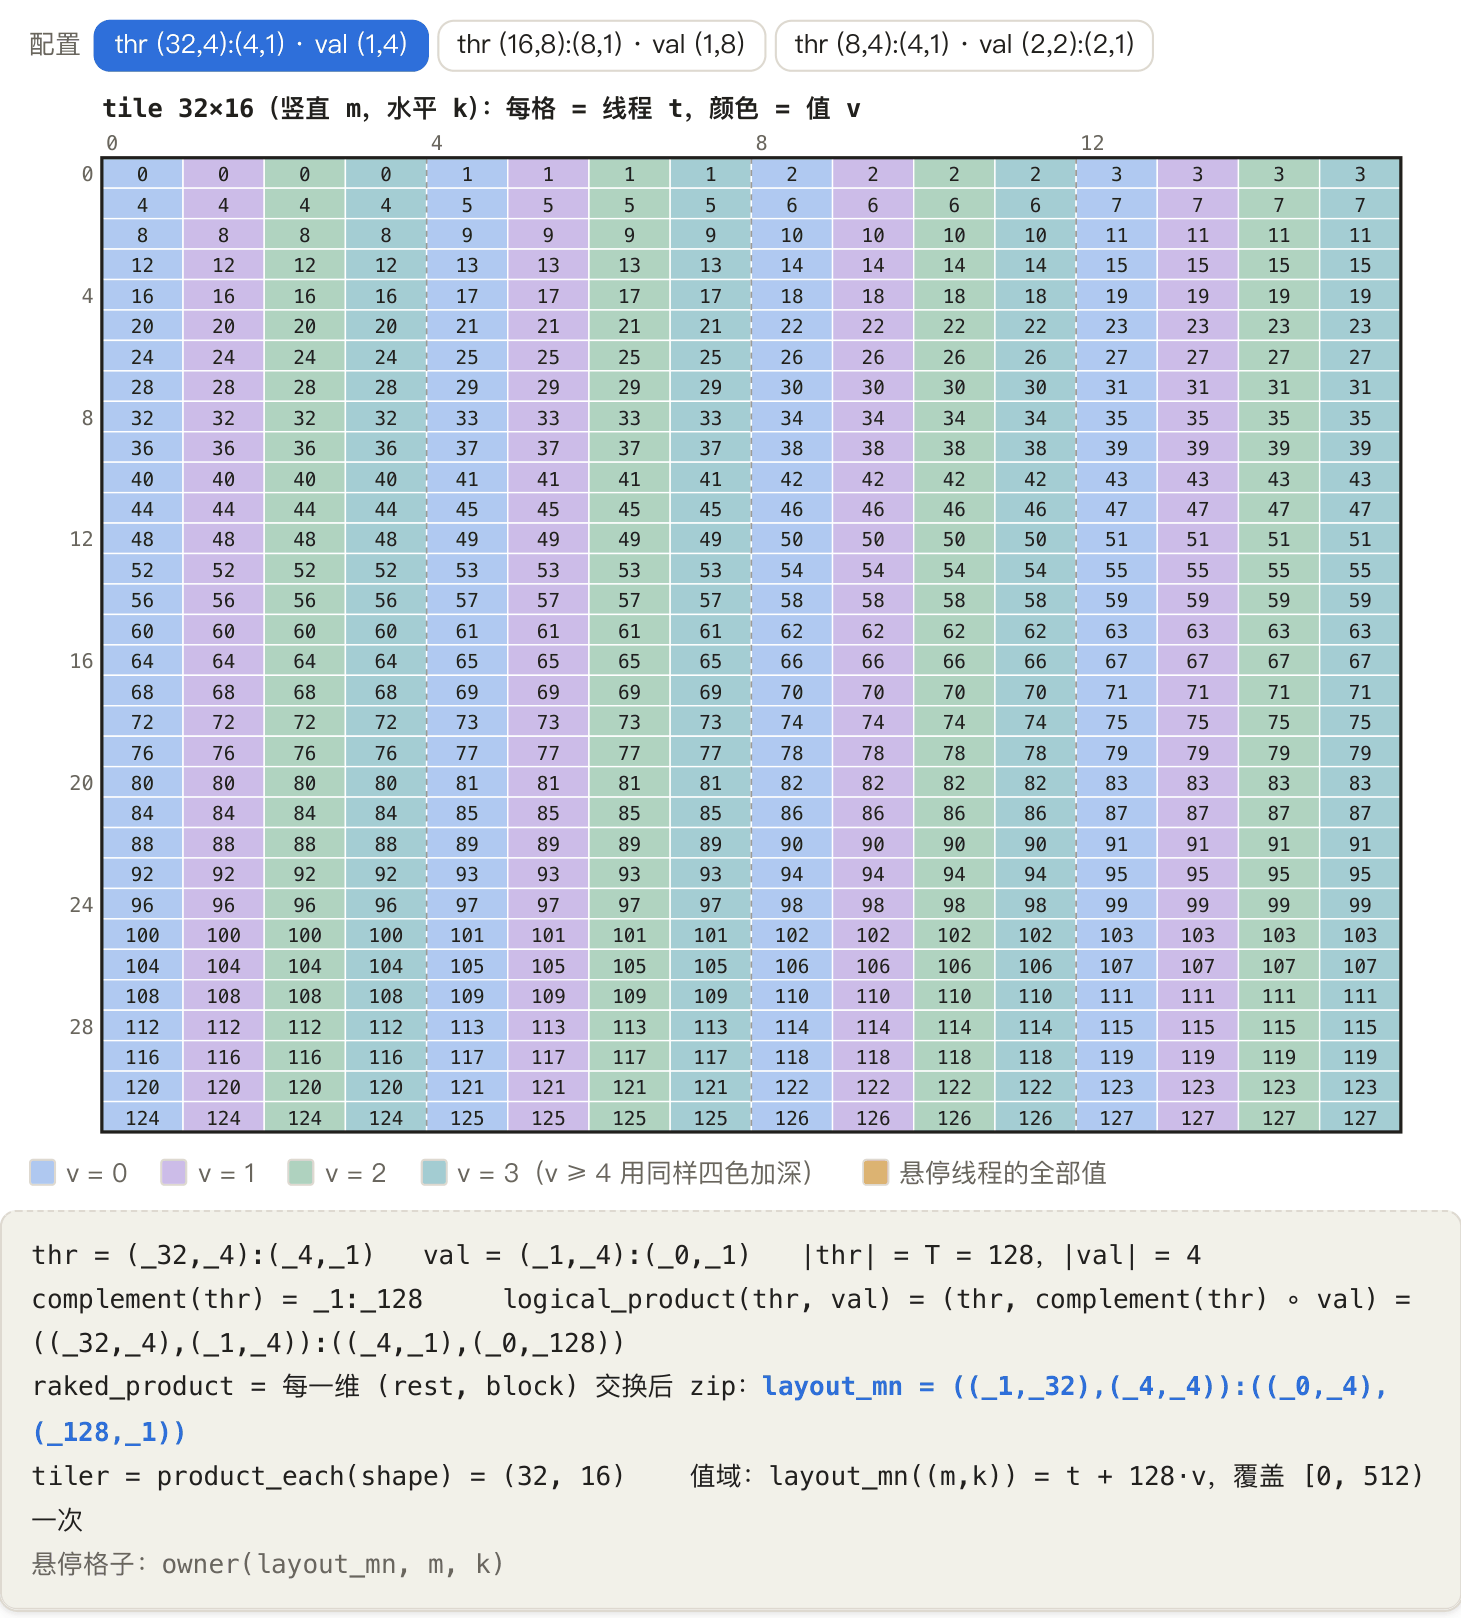 配置 thr (32,4):(4,1) · val (1,4) thr (16,8):(8,1) · val (1,8) thr (8,4):(4,1) · val (2,2):(2,1)
tile 32×16 (竖直 m, 水平 k): 每格 = 线程 t, 颜色 = 值 v
0 4 8 12
0 0 0 0 0 1 1 1 1 2 2 2 2 3 3 3 3
4 4 4 4 5 5 5 5 6 6 6 6 7 7 7 7
8 8 8 8 9 9 9 9 10 10 10 10 11 11 11 11
12 12 12 12 13 13 13 13 14 14 14 14 15 15 15 15
4 16 16 16 16 17 17 17 17 18 18 18 18 19 19 19 19
20 20 20 20 21 21 21 21 22 22 22 22 23 23 23 23
24 24 24 24 25 25 25 25 26 26 26 26 27 27 27 27
28 28 28 28 29 29 29 29 30 30 30 30 31 31 31 31
8 32 32 32 32 33 33 33 33 34 34 34 34 35 35 35 35
36 36 36 36 37 37 37 37 38 38 38 38 39 39 39 39
40 40 40 40 41 41 41 41 42 42 42 42 43 43 43 43
44 44 44 44 45 45 45 45 46 46 46 46 47 47 47 47
12 48 48 48 48 49 49 49 49 50 50 50 50 51 51 51 51
52 52 52 52 53 53 53 53 54 54 54 54 55 55 55 55
56 56 56 56 57 57 57 57 58 58 58 58 59 59 59 59
60 60 60 60 61 61 61 61 62 62 62 62 63 63 63 63
16 64 64 64 64 65 65 65 65 66 66 66 66 67 67 67 67
68 68 68 68 69 69 69 69 70 70 70 70 71 71 71 71
72 72 72 72 73 73 73 73 74 74 74 74 75 75 75 75
76 76 76 76 77 77 77 77 78 78 78 78 79 79 79 79
20 80 80 80 80 81 81 81 81 82 82 82 82 83 83 83 83
84 84 84 84 85 85 85 85 86 86 86 86 87 87 87 87
88 88 88 88 89 89 89 89 90 90 90 90 91 91 91 91
92 92 92 92 93 93 93 93 94 94 94 94 95 95 95 95
24 96 96 96 96 97 97 97 97 98 98 98 98 99 99 99 99
100 100 100 100 101 101 101 101 102 102 102 102 103 103 103 103
104 104 104 104 105 105 105 105 106 106 106 106 107 107 107 107
108 108 108 108 109 109 109 109 110 110 110 110 111 111 111 111
28 112 112 112 112 113 113 113 113 114 114 114 114 115 115 115 115
116 116 116 116 117 117 117 117 118 118 118 118 119 119 119 119
120 120 120 120 121 121 121 121 122 122 122 122 123 123 123 123
124 124 124 124 125 125 125 125 126 126 126 126 127 127 127 127
v = 0 v = 1 v = 2 v = 3 (v ⩾ 4 用同样四色加深) 悬停线程的全部值
thr = (_32,_4):(_4,_1) val = (_1,_4):(_0,_1) |thr| = T = 128, |val| = 4
complement(thr) = _1:_128 logical_product(thr, val) = (thr, complement(thr) ∘ val) =
((_32,_4),(_1,_4)):((_4,_1),(_0,_128))
raked_product = 每一维 (rest, block) 交换后 zip: layout_mn = ((_1,_32),(_4,_4)):((_0,_4),
(_128,_1))
tiler = product_each(shape) = (32, 16) 值域: layout_mn((m,k)) = t + 128·v, 覆盖 [0, 512)
一次
悬停格子: owner(layout_mn, m, k)